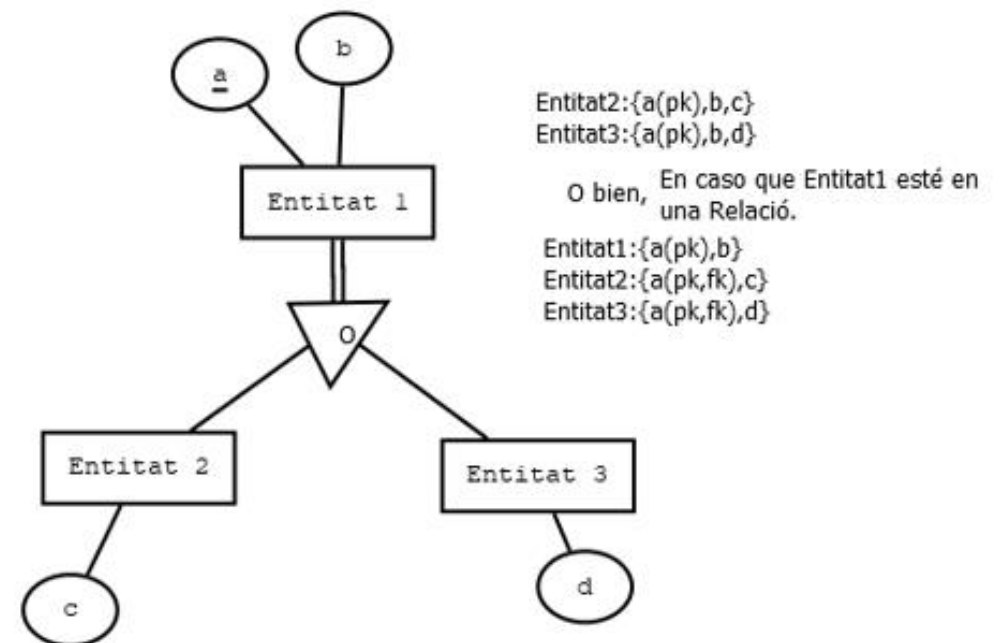 a
b
Entitat 1
O
Entitat 2
Entitat 3
c
d
Entitat2:{a(pk),b,c}
Entitat3:{a(pk),b,d}
O bien, En caso que Entitat1 esté en
una Relació.
Entitat1:{a(pk),b}
Entitat2:{a(pk,fk),c}
Entitat3:{a(pk,fk),d}